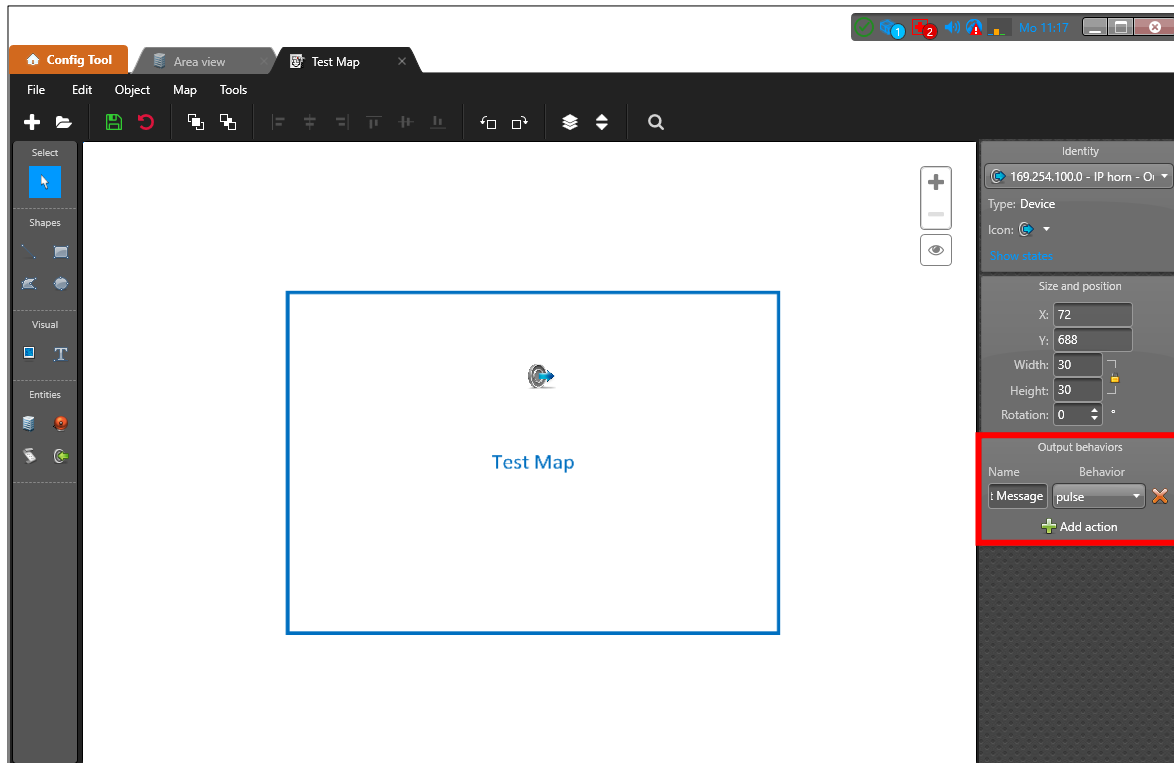 1
2
Mo 11:17
Config Tool
Area view
Test Map
File Edit Object Map Tools
Select
Shapes
Visual
T
Entities
Test Map
Identity
169.254.100.0 - IP horn - O
Type: Device
Icon:
Show states
Size and position
X: 72
Y: 688
Width: 30
Height: 30
Rotation: 0 °
Output behaviors
Name Behavior
t Message pulse
Add action